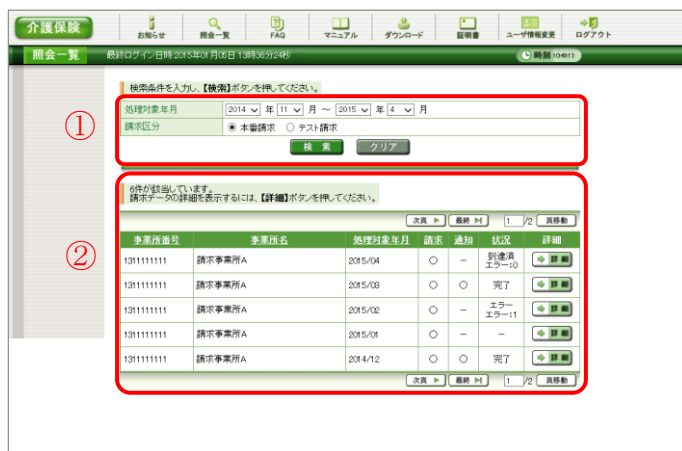 介護保険
お知らせ 照会一覧 FAQ マニュアル ダウンロード 証明書 ユーザ情報変更 ログアウト
照会一覧 最終ログイン日時:2015年01月05日 13時36分24秒 時刻 104812
検索条件を入力し、【検索】ボタンを押してください。
①
処理対象年月 2014 年 11 月 ～ 2015 年 4 月
請求区分 本番請求 テスト請求
検 索 クリア
②
6件が該当しています。
請求データの詳細を表示するには、【詳細】ボタンを押してください。
次頁 最終 1 /2 頁移動
事業所番号 事業所名 処理対象年月 請求 通知 状況 詳細
1311111111 請求事業所A 2015/04 ○ － 到達済 エラー:0 詳細
1311111111 請求事業所A 2015/03 ○ ○ 完了 詳細
1311111111 請求事業所A 2015/02 ○ － エラー エラー:1 詳細
1311111111 請求事業所A 2015/01 ○ － － 詳細
1311111111 請求事業所A 2014/12 ○ ○ 完了 詳細
次頁 最終 1 /2 頁移動